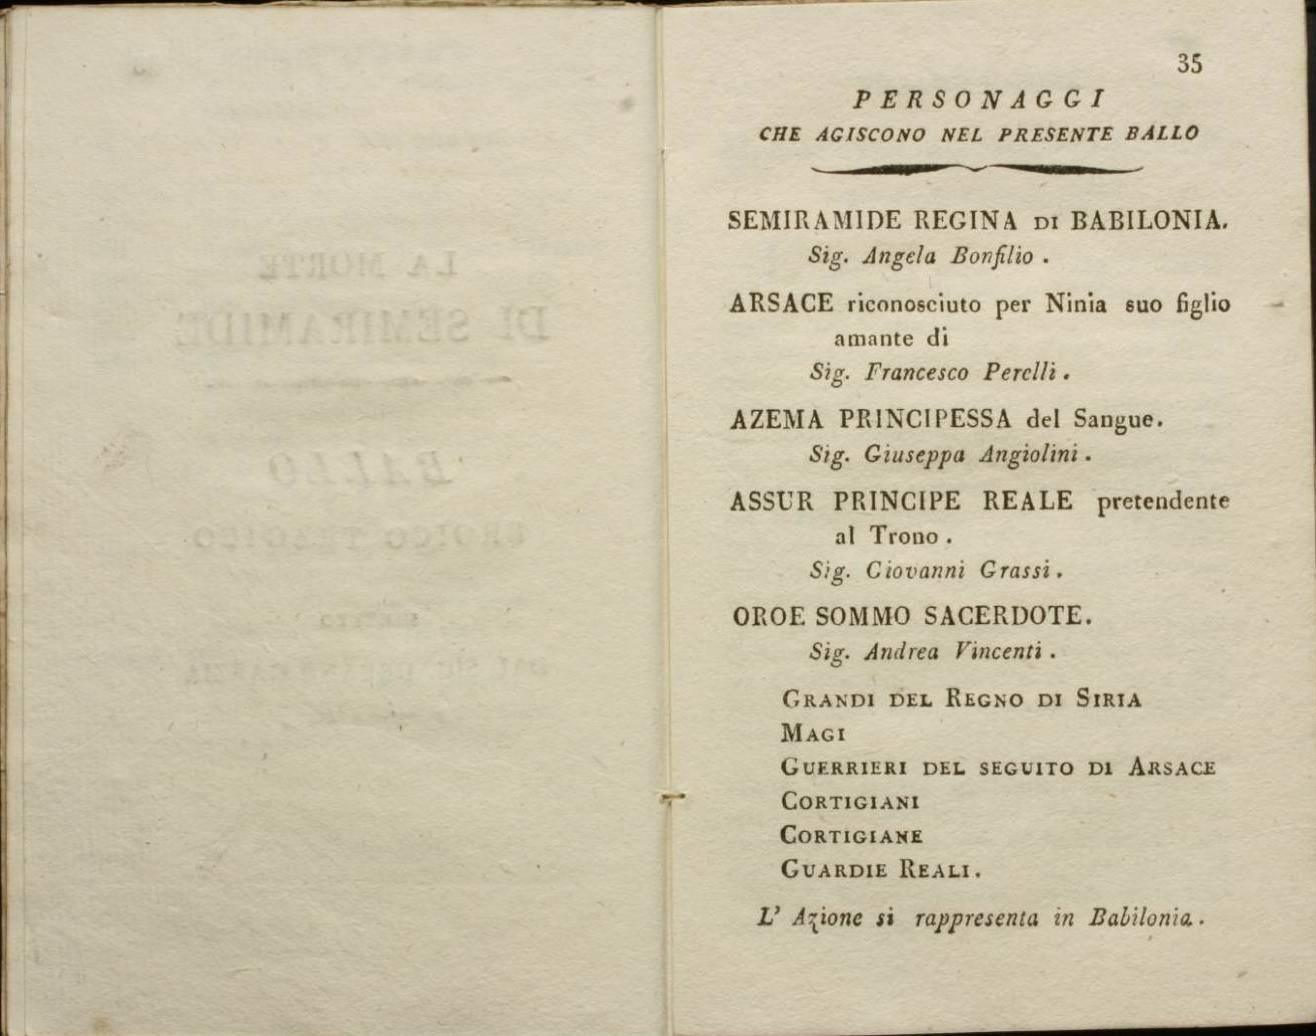 35
PERSONAGGI
CHE AGISCONO NEL PRESENTE BALLO
SEMIRAMIDE REGINA DI BABILONIA.
Sig. Angela Bonfilio.
ARSACE riconosciuto per Ninia suo figlio
amante di
Sig. Francesco Perelli.
AZEMA PRINCIPESSA del Sangue.
Sig. Giuseppa Angiolini.
ASSUR PRINCIPE REALE pretendente
al Trono.
Sig. Giovanni Grassi.
OROE SOMMO SACERDOTE.
Sig. Andrea Vincenti.
GRANDI DEL REGNO DI SIRIA
MAGI
GUERRIERI DEL SEGUITO DI ARSACE
CORTIGIANI
CORTIGIANE
GUARDIE REALI.
L' Azione si rappresenta in Babilonia.